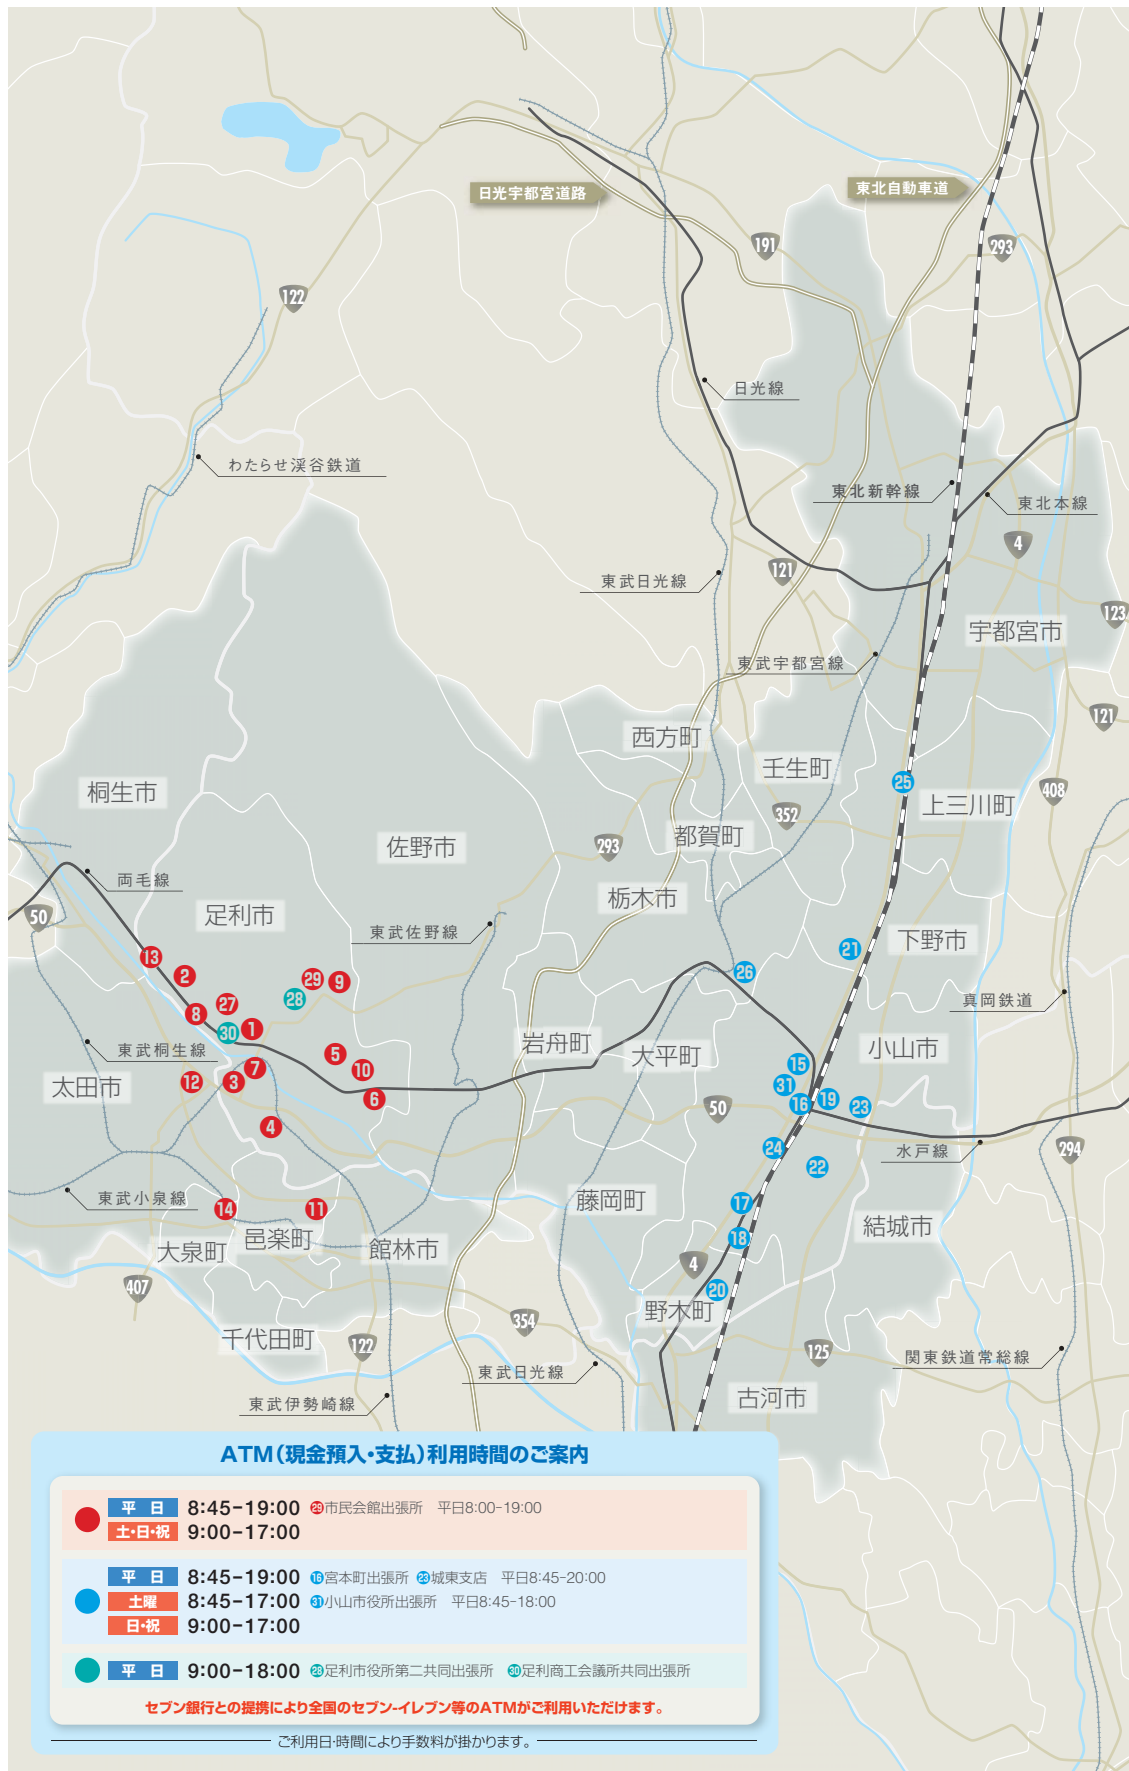 日光宇都宮道路
東北自動車道
191
293
122
日光線
わたらせ渓谷鉄道
東北新幹線
東北本線
4
東武日光線
121
123
宇都宮市
東武宇都宮線
121
西方町
壬生町
桐生市
25
上三川町
408
352
都賀町
佐野市
293
両毛線
栃木市
50
足利市
東武佐野線
下野市
21
13
2
29
9
26
28
27
真岡鉄道
8
30
1
岩舟町
小山市
東武桐生線
5
大平町
15
太田市
7
10
12
3
31
6
16
19
23
50
4
水戸線
294
24
22
東武小泉線
藤岡町
17
14
11
結城市
邑楽町
18
大泉町
館林市
4
407
20
野木町
354
千代田町
122
125
関東鉄道常総線
東武日光線
古河市
東武伊勢崎線
ATM(現金預入・支払)利用時間のご案内
平 日 8:45-19:00 29市民会館出張所 平日8:00-19:00
土・日・祝 9:00-17:00
平 日 8:45-19:00 16宮本町出張所 23城東支店 平日8:45-20:00
土曜 8:45-17:00 31小山市役所出張所 平日8:45-18:00
日・祝 9:00-17:00
平 日 9:00-18:00 28足利市役所第二共同出張所 30足利商工会議所共同出張所
セブン銀行との提携により全国のセブン-イレブン等のATMがご利用いただけます。
ご利用日・時間により手数料が掛かります。